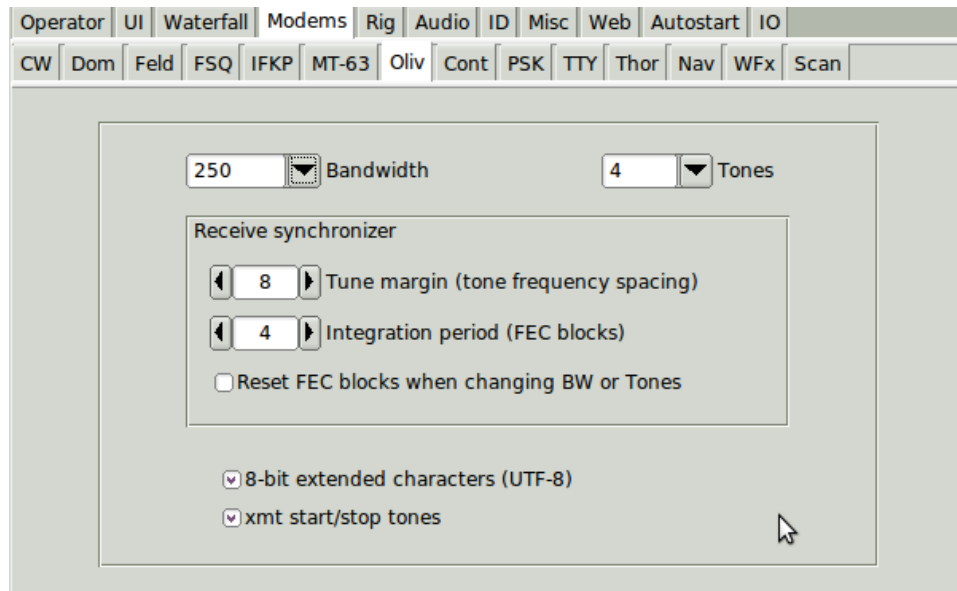 Operator UI Waterfall Modems Rig Audio ID Misc Web Autostart IO
CW Dom Feld FSQ IFKP MT-63 Oliv Cont PSK TTY Thor Nav WFx Scan
250 Bandwidth 4 Tones
Receive synchronizer
8 Tune margin (tone frequency spacing)
4 Integration period (FEC blocks)
Reset FEC blocks when changing BW or Tones
8-bit extended characters (UTF-8)
xmt start/stop tones